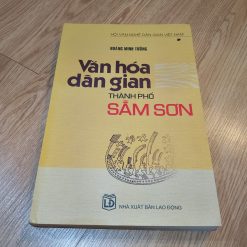 HỘI VĂN NGHỆ DÂN GIAN VIỆT NAM
HOÀNG MINH TƯỜNG
Văn hóa
dân gian
THÀNH PHỐ
SẦM SƠN
LĐ
NHÀ XUẤT BẢN LAO ĐỘNG